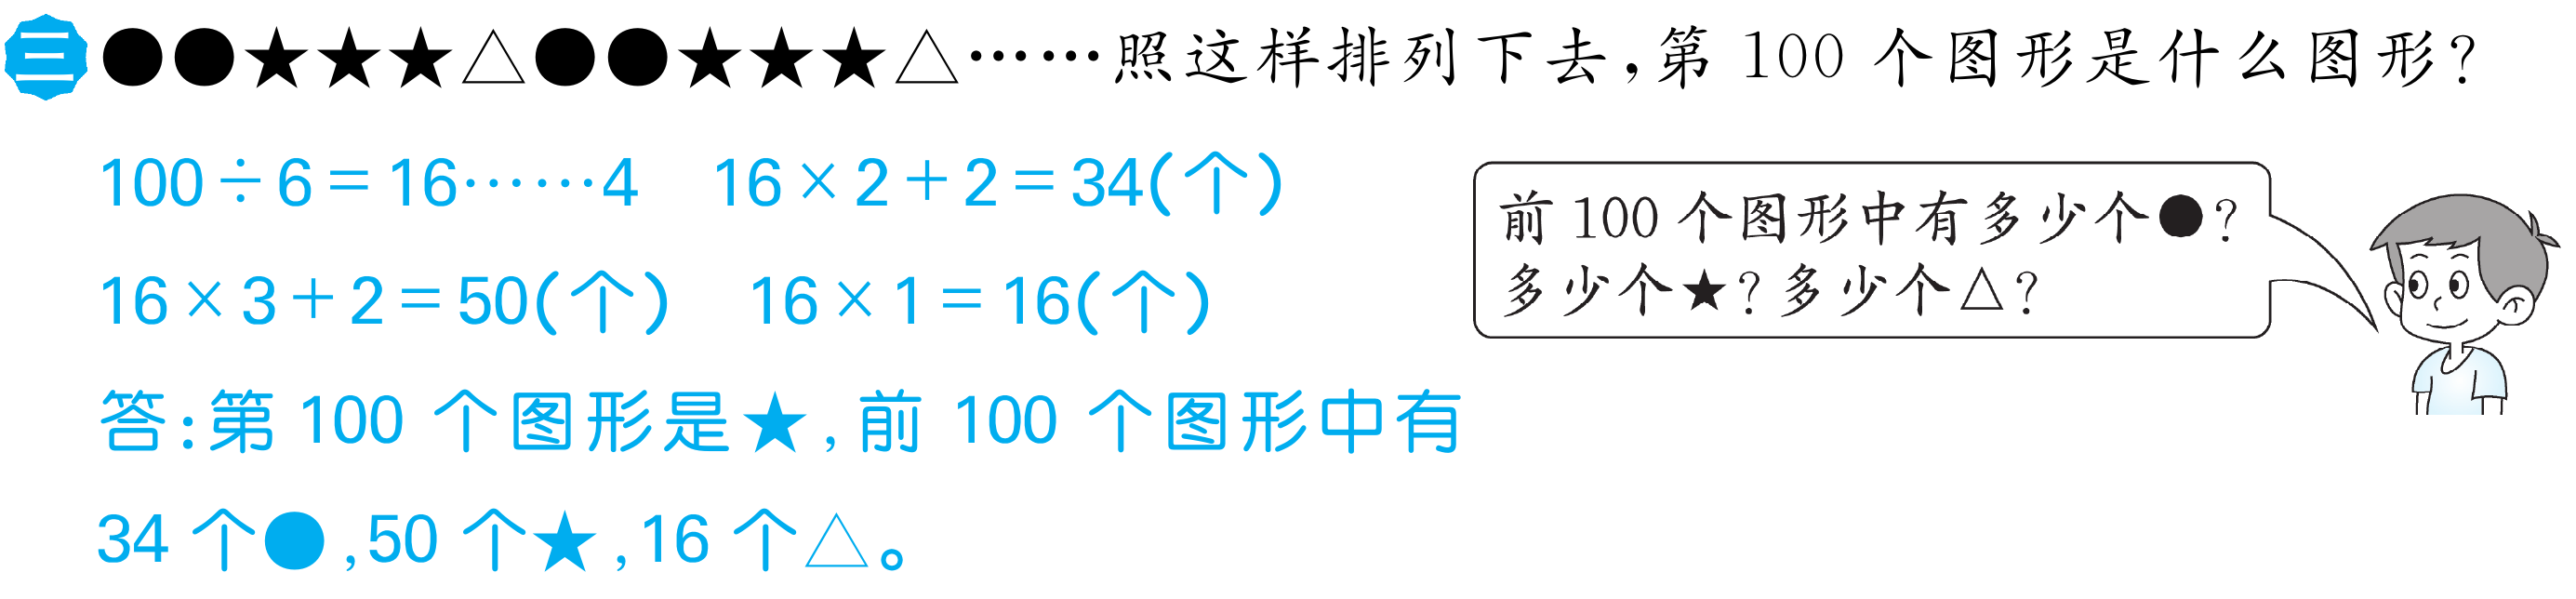 三 ●●★★★△●●★★★△……照这样排列下去,第 100 个图形是什么图形?
100÷6=16……4 16×2+2=34(个)
前 100 个图形中有多少个●?
多少个★?多少个△?
16×3+2=50(个) 16×1=16(个)
答:第 100 个图形是★,前 100 个图形中有
34 个●,50 个★,16 个△。